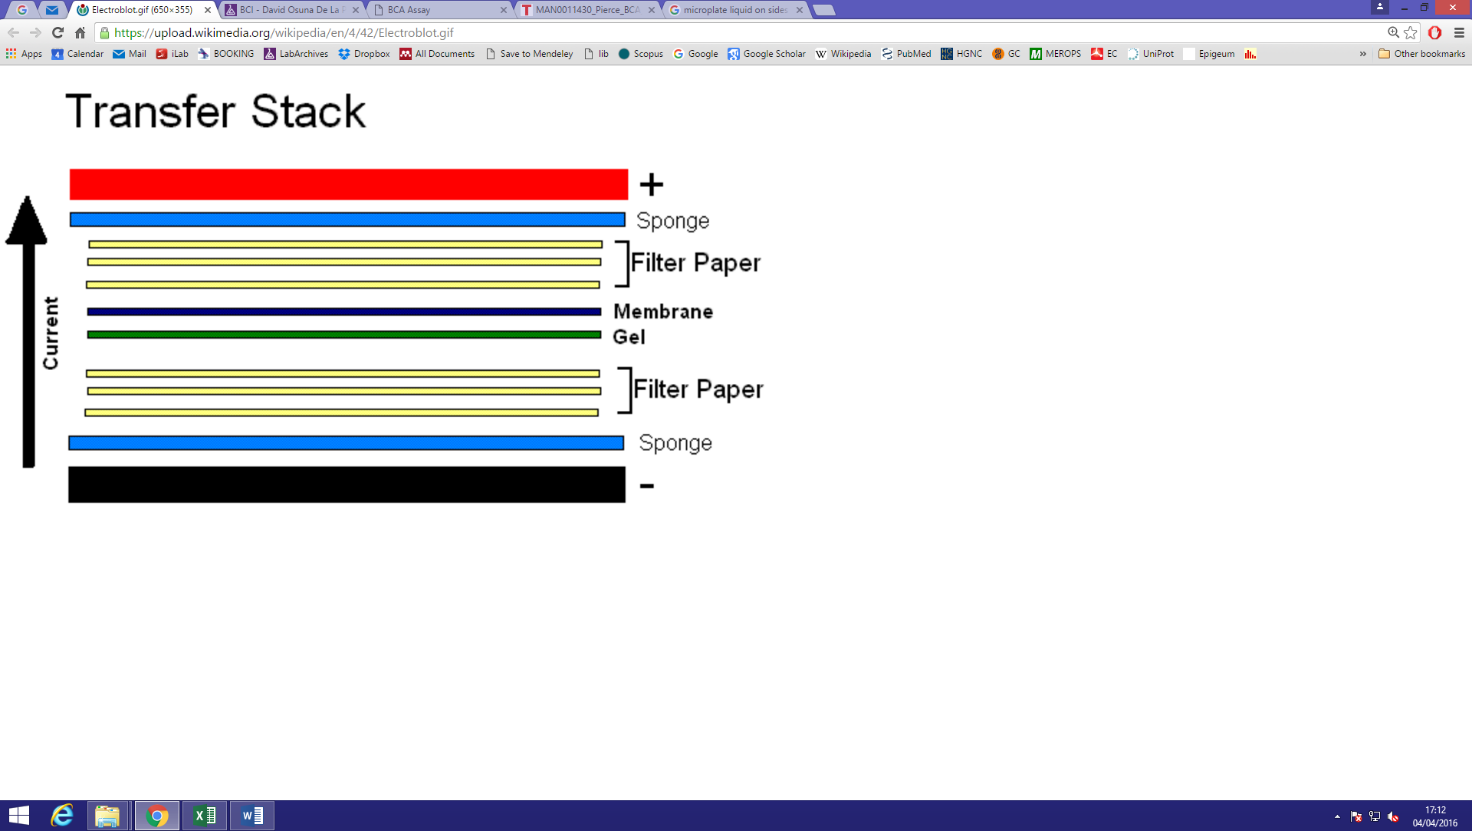 Electroblot.gif (650×355)
BCI - David Osuna De La
BCA Assay
MAN0011430_Pierce_BCA
microplate liquid on sides
https://upload.wikimedia.org/wikipedia/en/4/42/Electroblot.gif
Apps Calendar Mail iLab BOOKING LabArchives Dropbox All Documents Save to Mendeley lib Scopus Google Google Scholar Wikipedia PubMed HGNC GC MEROPS EC UniProt Epigeum » Other bookmarks
Transfer Stack
+
Sponge
Filter Paper
Membrane
Gel
Current
Filter Paper
Sponge
-
17:12
04/04/2016